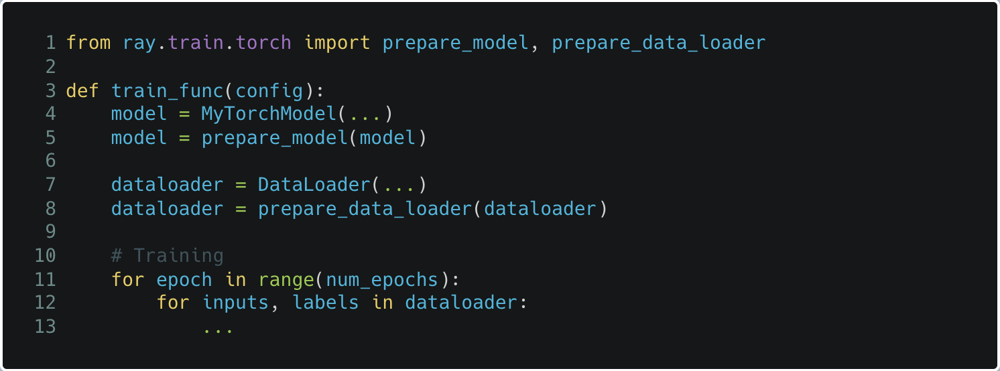 1 from ray.train.torch import prepare_model, prepare_data_loader
2
3 def train_func(config):
4     model = MyTorchModel(...)
5     model = prepare_model(model)
6
7     dataloader = DataLoader(...)
8     dataloader = prepare_data_loader(dataloader)
9
10     # Training
11     for epoch in range(num_epochs):
12         for inputs, labels in dataloader:
13             ...